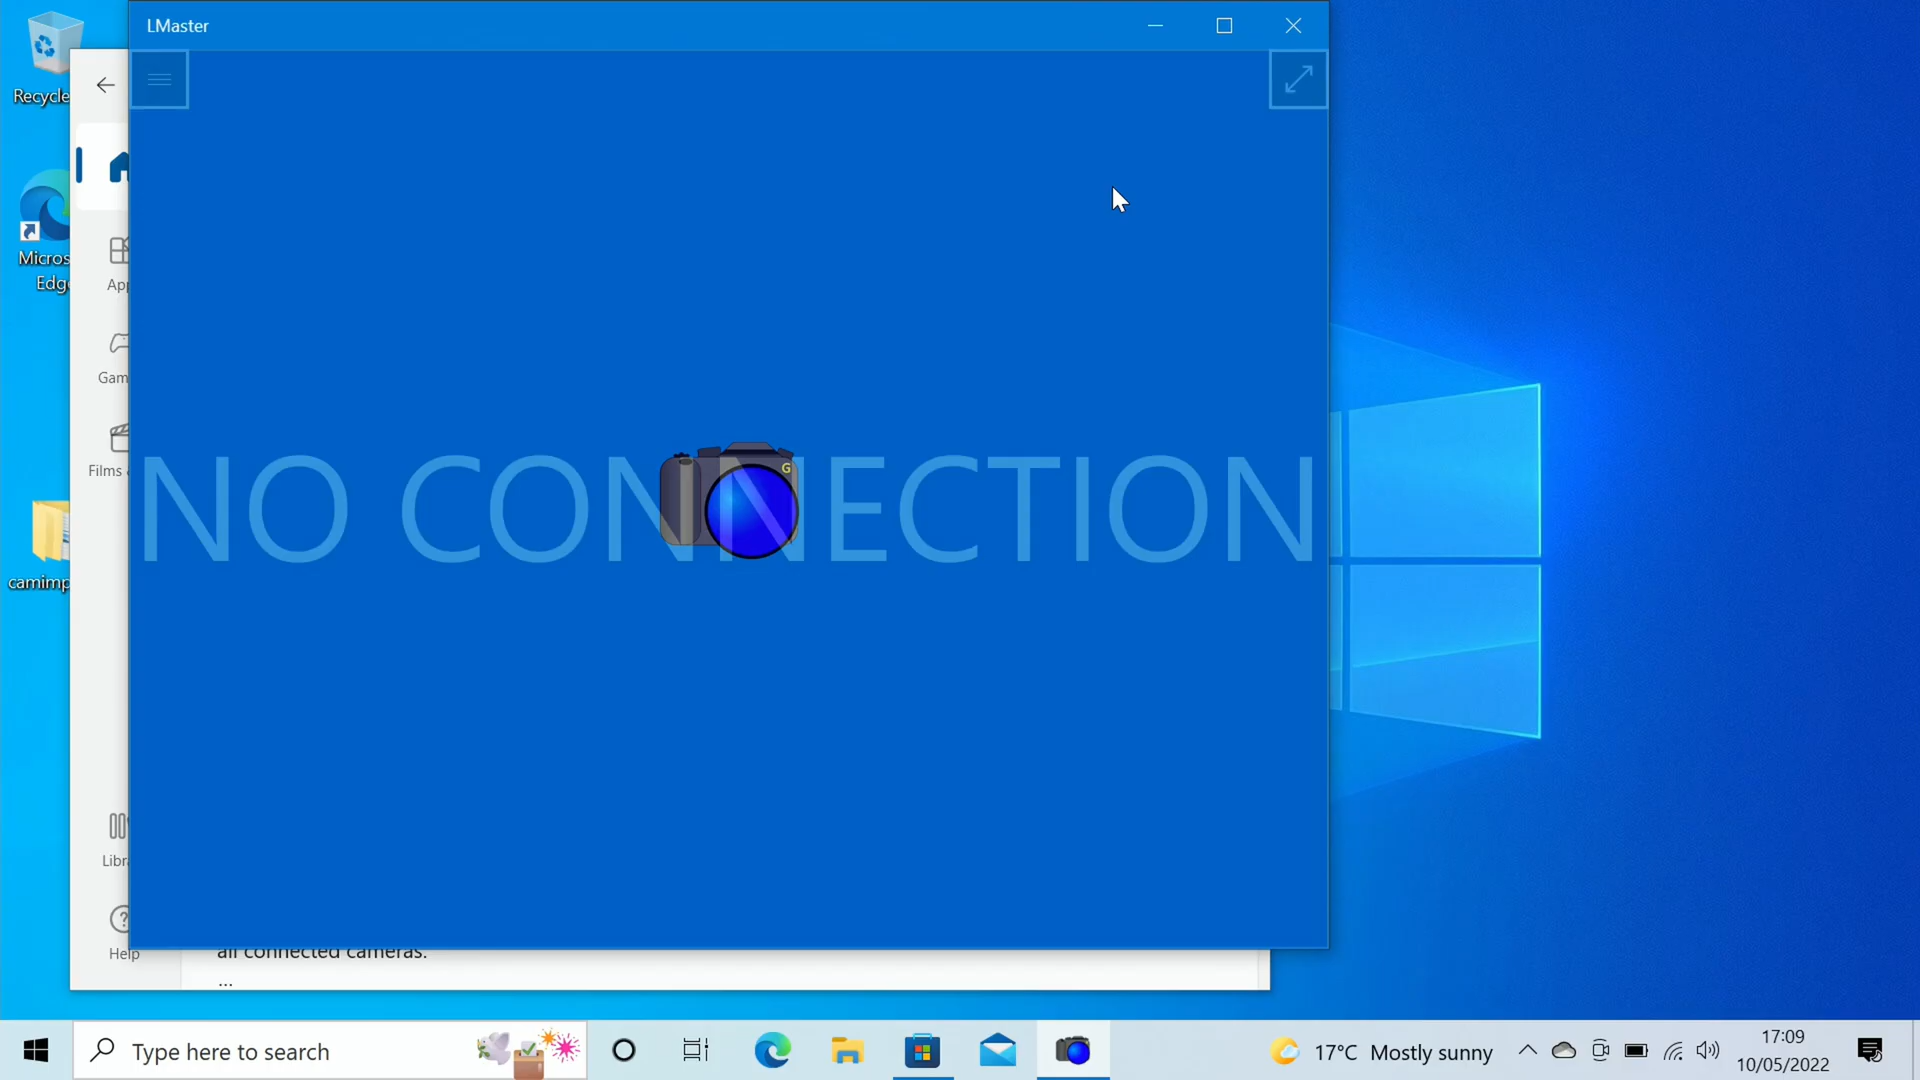 LMaster
Recycle
Micros
Edg
App
Gam
Films
NO CONNECTION
G
camimp
Libr
Help
all connected cameras.
...
Type here to search
17°C Mostly sunny
17:09
10/05/2022